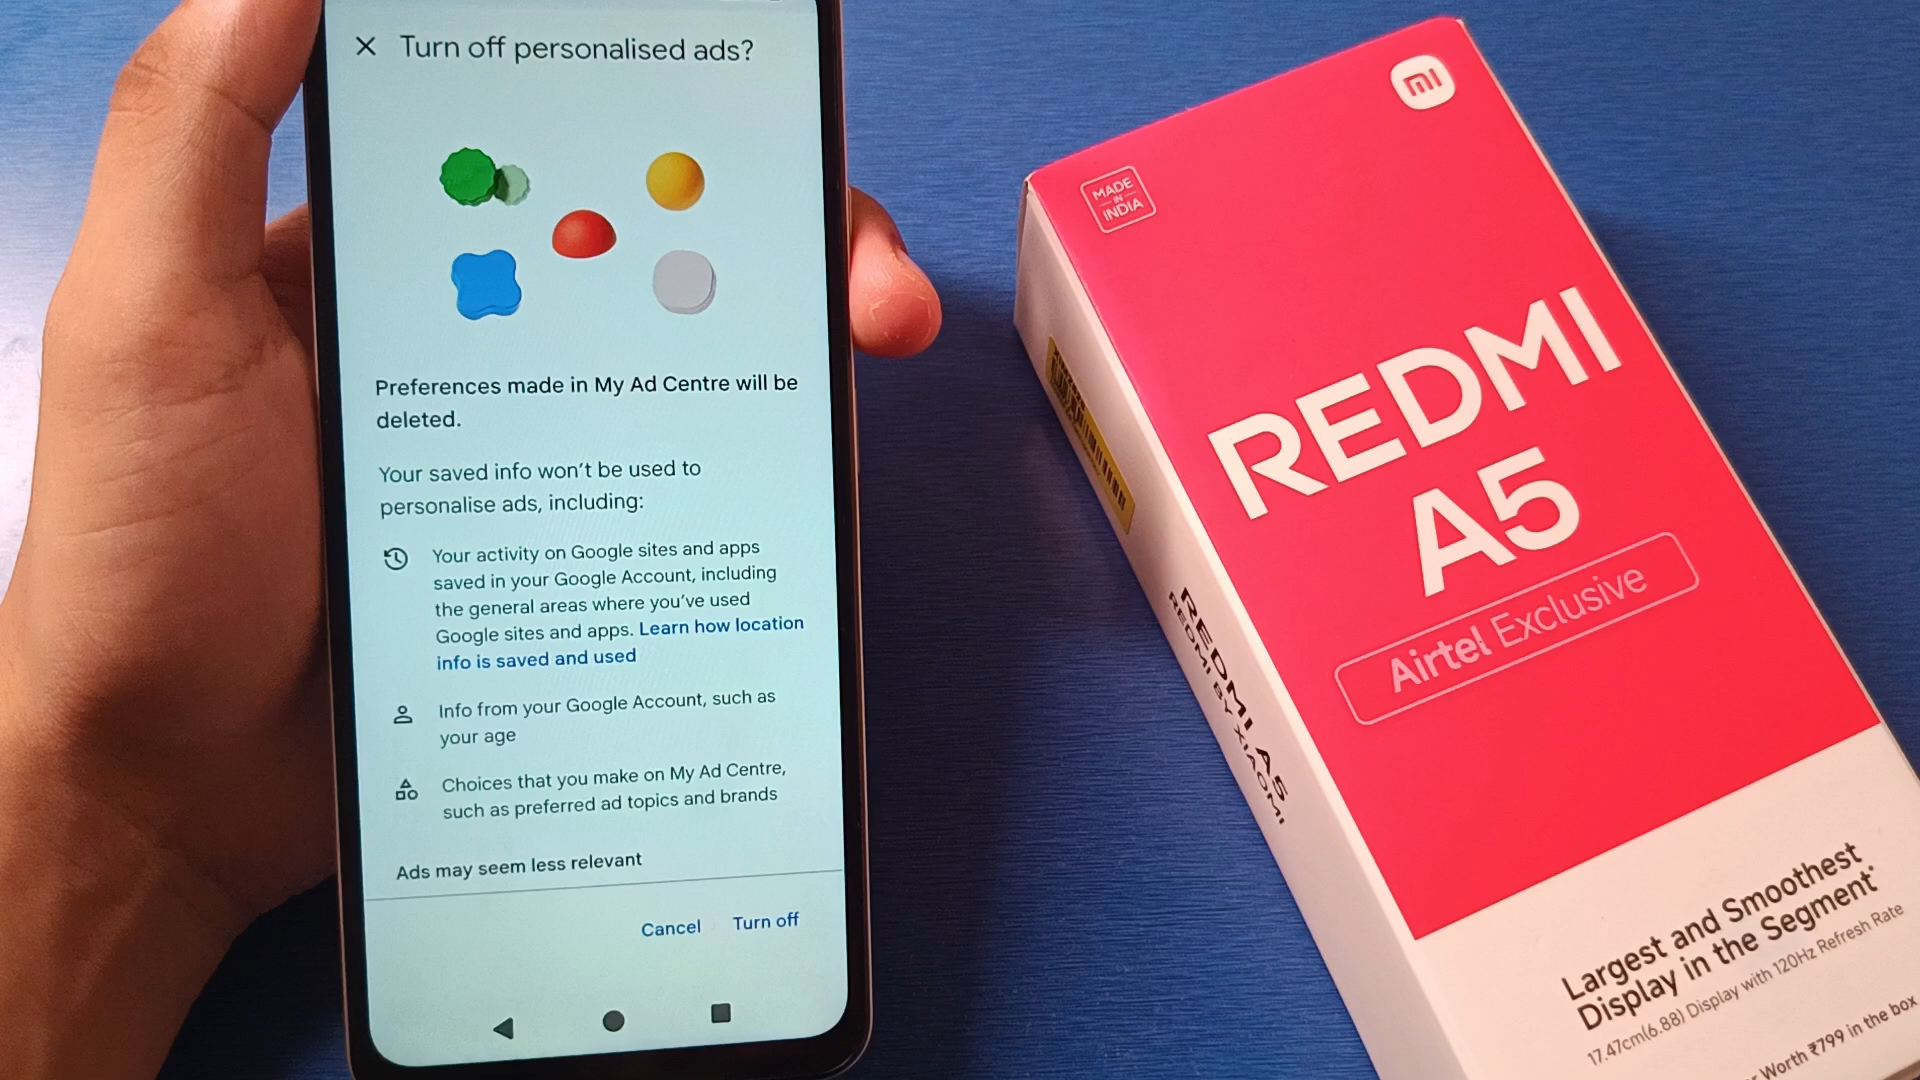 Turn off personalised ads?
Preferences made in My Ad Centre will be
deleted.
Your saved info won't be used to
personalise ads, including:
Your activity on Google sites and apps
saved in your Google Account, including
the general areas where you've used
Google sites and apps. Learn how location
info is saved and used
Info from your Google Account, such as
your age
Choices that you make on My Ad Centre,
such as preferred ad topics and brands
Ads may seem less relevant
Cancel
Turn off
mi
MADE
IN
INDIA
REDMI
A5
Airtel Exclusive
REDMI A5
REDMI BY XIAOMI
Largest and Smoothest
Display in the Segment*
17.47cm(6.88) Display with 120Hz Refresh Rate
Worth ₹799 in the box